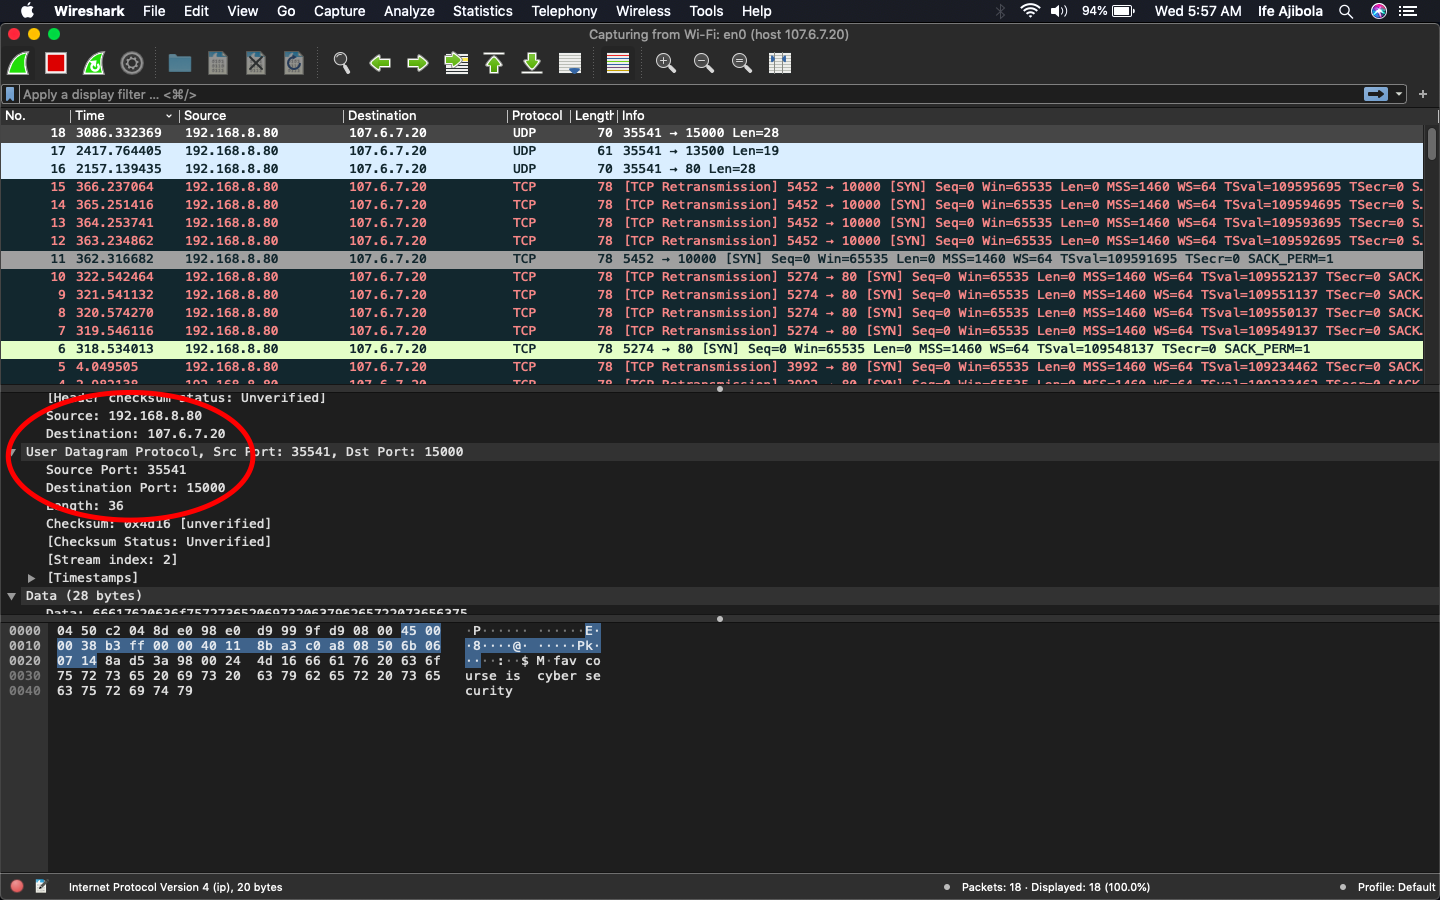 Wireshark File Edit View Go Capture Analyze Statistics Telephony Wireless Tools Help 94% Wed 5:57 AM Ife Ajibola
Capturing from Wi-Fi: en0 (host 107.6.7.20)
Apply a display filter ... <⌘/>
No. Time Source Destination Protocol Length Info
18 3086.332369 192.168.8.80 107.6.7.20 UDP 70 35541 → 15000 Len=28
17 2417.764405 192.168.8.80 107.6.7.20 UDP 61 35541 → 13500 Len=19
16 2157.139435 192.168.8.80 107.6.7.20 UDP 70 35541 → 80 Len=28
15 366.237064 192.168.8.80 107.6.7.20 TCP 78 [TCP Retransmission] 5452 → 10000 [SYN] Seq=0 Win=65535 Len=0 MSS=1460 WS=64 TSval=109595695 TSecr=0 S…
14 365.251416 192.168.8.80 107.6.7.20 TCP 78 [TCP Retransmission] 5452 → 10000 [SYN] Seq=0 Win=65535 Len=0 MSS=1460 WS=64 TSval=109594695 TSecr=0 S…
13 364.253741 192.168.8.80 107.6.7.20 TCP 78 [TCP Retransmission] 5452 → 10000 [SYN] Seq=0 Win=65535 Len=0 MSS=1460 WS=64 TSval=109593695 TSecr=0 S…
12 363.234862 192.168.8.80 107.6.7.20 TCP 78 [TCP Retransmission] 5452 → 10000 [SYN] Seq=0 Win=65535 Len=0 MSS=1460 WS=64 TSval=109592695 TSecr=0 S…
11 362.316682 192.168.8.80 107.6.7.20 TCP 78 5452 → 10000 [SYN] Seq=0 Win=65535 Len=0 MSS=1460 WS=64 TSval=109591695 TSecr=0 SACK_PERM=1
10 322.542464 192.168.8.80 107.6.7.20 TCP 78 [TCP Retransmission] 5274 → 80 [SYN] Seq=0 Win=65535 Len=0 MSS=1460 WS=64 TSval=109552137 TSecr=0 SACK…
9 321.541132 192.168.8.80 107.6.7.20 TCP 78 [TCP Retransmission] 5274 → 80 [SYN] Seq=0 Win=65535 Len=0 MSS=1460 WS=64 TSval=109551137 TSecr=0 SACK…
8 320.574270 192.168.8.80 107.6.7.20 TCP 78 [TCP Retransmission] 5274 → 80 [SYN] Seq=0 Win=65535 Len=0 MSS=1460 WS=64 TSval=109550137 TSecr=0 SACK…
7 319.546116 192.168.8.80 107.6.7.20 TCP 78 [TCP Retransmission] 5274 → 80 [SYN] Seq=0 Win=65535 Len=0 MSS=1460 WS=64 TSval=109549137 TSecr=0 SACK…
6 318.534013 192.168.8.80 107.6.7.20 TCP 78 5274 → 80 [SYN] Seq=0 Win=65535 Len=0 MSS=1460 WS=64 TSval=109548137 TSecr=0 SACK_PERM=1
5 4.049505 192.168.8.80 107.6.7.20 TCP 78 [TCP Retransmission] 3992 → 80 [SYN] Seq=0 Win=65535 Len=0 MSS=1460 WS=64 TSval=109234462 TSecr=0 SACK…
[Header checksum status: Unverified]
Source: 192.168.8.80
Destination: 107.6.7.20
User Datagram Protocol, Src Port: 35541, Dst Port: 15000
Source Port: 35541
Destination Port: 15000
Length: 36
Checksum: 0x4d16 [unverified]
[Checksum Status: Unverified]
[Stream index: 2]
[Timestamps]
Data (28 bytes)
Data: 66617620636f757273652069732063796265722073656375…
0000 04 50 c2 04 8d e0 98 e0 d9 99 9f d9 08 00 45 00 ·P······ ······E·
0010 00 38 b3 ff 00 00 40 11 8b a3 c0 a8 08 50 6b 06 ·8····@· ·····Pk·
0020 07 14 8a d5 3a 98 00 24 4d 16 66 61 76 20 63 6f ····:··$ M·fav co
0030 75 72 73 65 20 69 73 20 63 79 62 65 72 20 73 65 urse is cyber se
0040 63 75 72 69 74 79 curity
Internet Protocol Version 4 (ip), 20 bytes Packets: 18 · Displayed: 18 (100.0%) Profile: Default